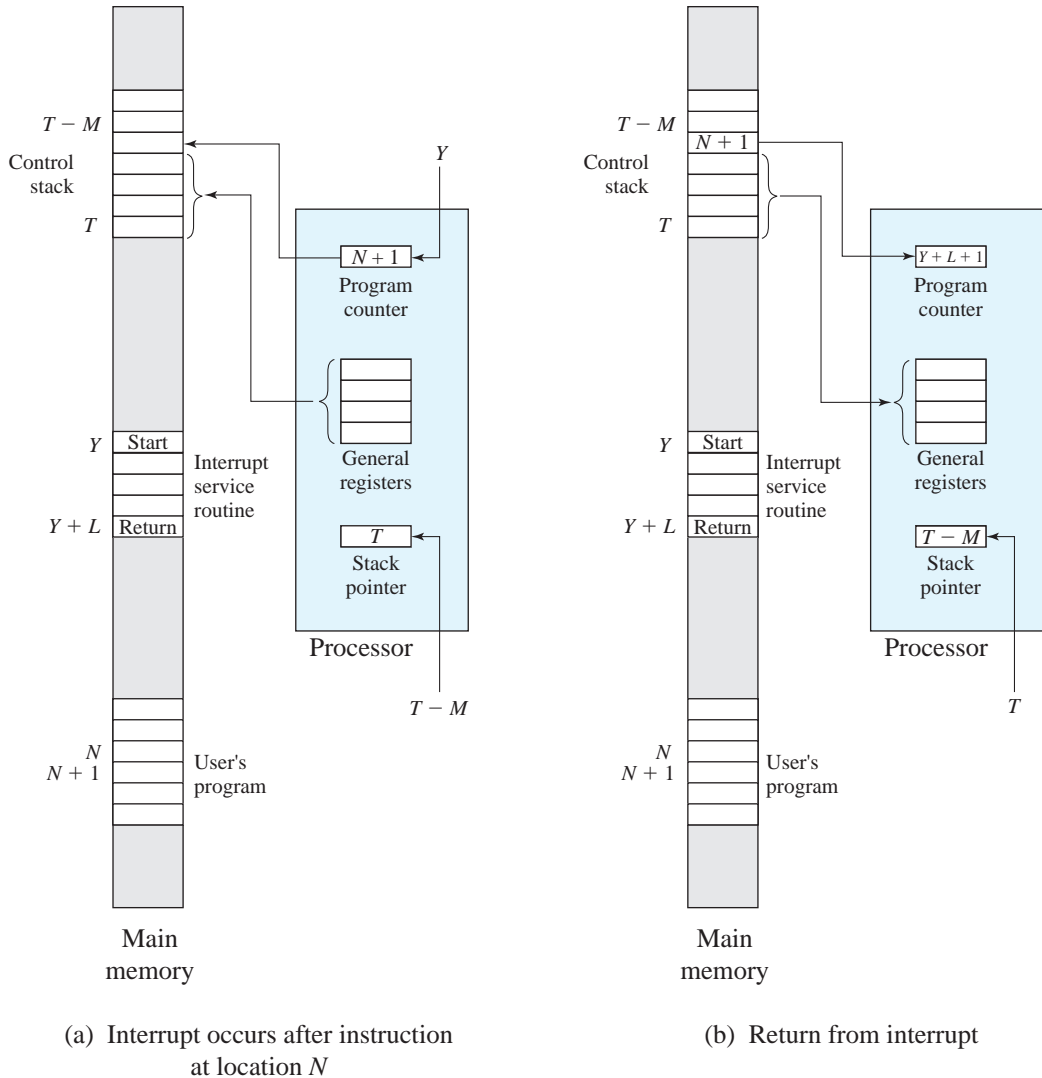 T − M
Control
stack
T
Y
N + 1
Program
counter
Y
Start
Interrupt
service
routine
Y + L
Return
General
registers
T
Stack
pointer
Processor
T − M
N
N + 1
User's
program
Main
memory
(a) Interrupt occurs after instruction
at location N
T − M
N + 1
Control
stack
T
Y + L + 1
Program
counter
Y
Start
Interrupt
service
routine
Y + L
Return
General
registers
T − M
Stack
pointer
Processor
T
N
N + 1
User's
program
Main
memory
(b) Return from interrupt